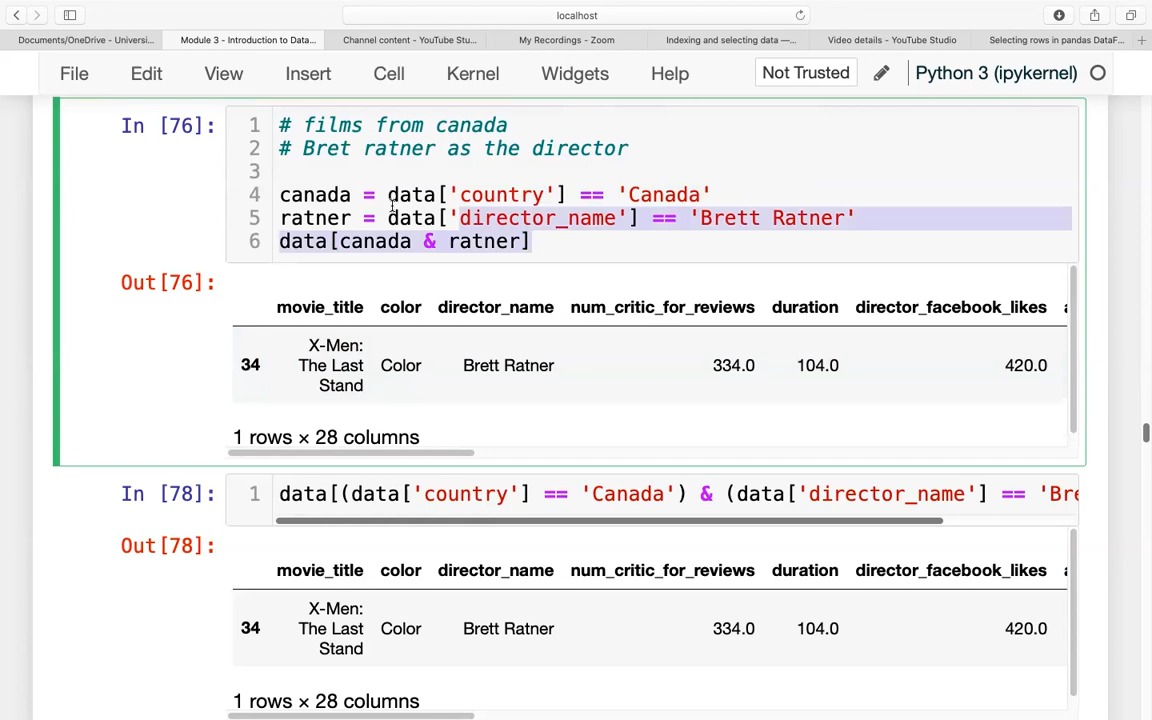 localhost
Documents/OneDrive - Universi...
Module 3 - Introduction to Data...
Channel content - YouTube Stu...
My Recordings - Zoom
Indexing and selecting data —...
Video details - YouTube Studio
Selecting rows in pandas DataF...
File Edit View Insert Cell Kernel Widgets Help Not Trusted Python 3 (ipykernel)
In [76]:
1 # films from canada
2 # Bret ratner as the director
3
4 canada = data['country'] == 'Canada'
5 ratner = data['director_name'] == 'Brett Ratner'
6 data[canada & ratner]
Out[76]:
movie_title color director_name num_critic_for_reviews duration director_facebook_likes
34 X-Men: The Last Stand Color Brett Ratner 334.0 104.0 420.0
1 rows × 28 columns
In [78]:
1 data[(data['country'] == 'Canada') & (data['director_name'] == 'Bre
Out[78]:
movie_title color director_name num_critic_for_reviews duration director_facebook_likes
34 X-Men: The Last Stand Color Brett Ratner 334.0 104.0 420.0
1 rows × 28 columns